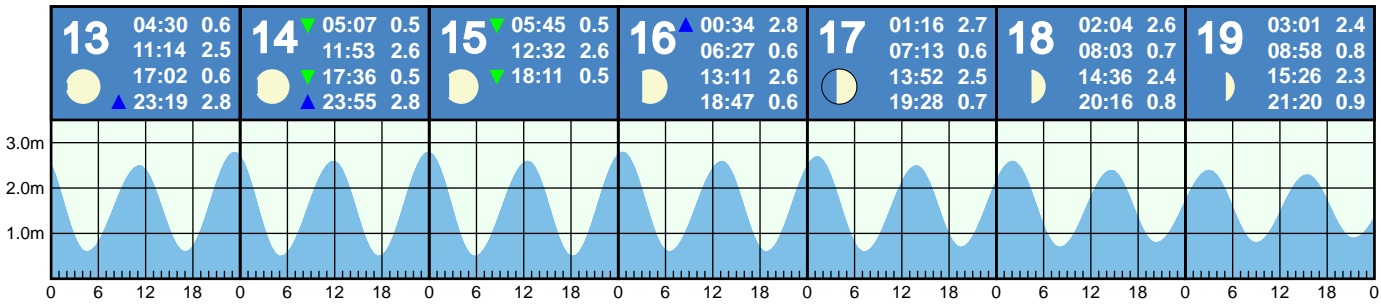 13
04:30 0.6
11:14 2.5
17:02 0.6
▲ 23:19 2.8
14
▼ 05:07 0.5
11:53 2.6
▼ 17:36 0.5
▲ 23:55 2.8
15
▼ 05:45 0.5
12:32 2.6
▼ 18:11 0.5
16
▲ 00:34 2.8
06:27 0.6
13:11 2.6
18:47 0.6
17
01:16 2.7
07:13 0.6
13:52 2.5
19:28 0.7
18
02:04 2.6
08:03 0.7
14:36 2.4
20:16 0.8
19
03:01 2.4
08:58 0.8
15:26 2.3
21:20 0.9
3.0m
2.0m
1.0m
0 6 12 18 0 6 12 18 0 6 12 18 0 6 12 18 0 6 12 18 0 6 12 18 0 6 12 18 0